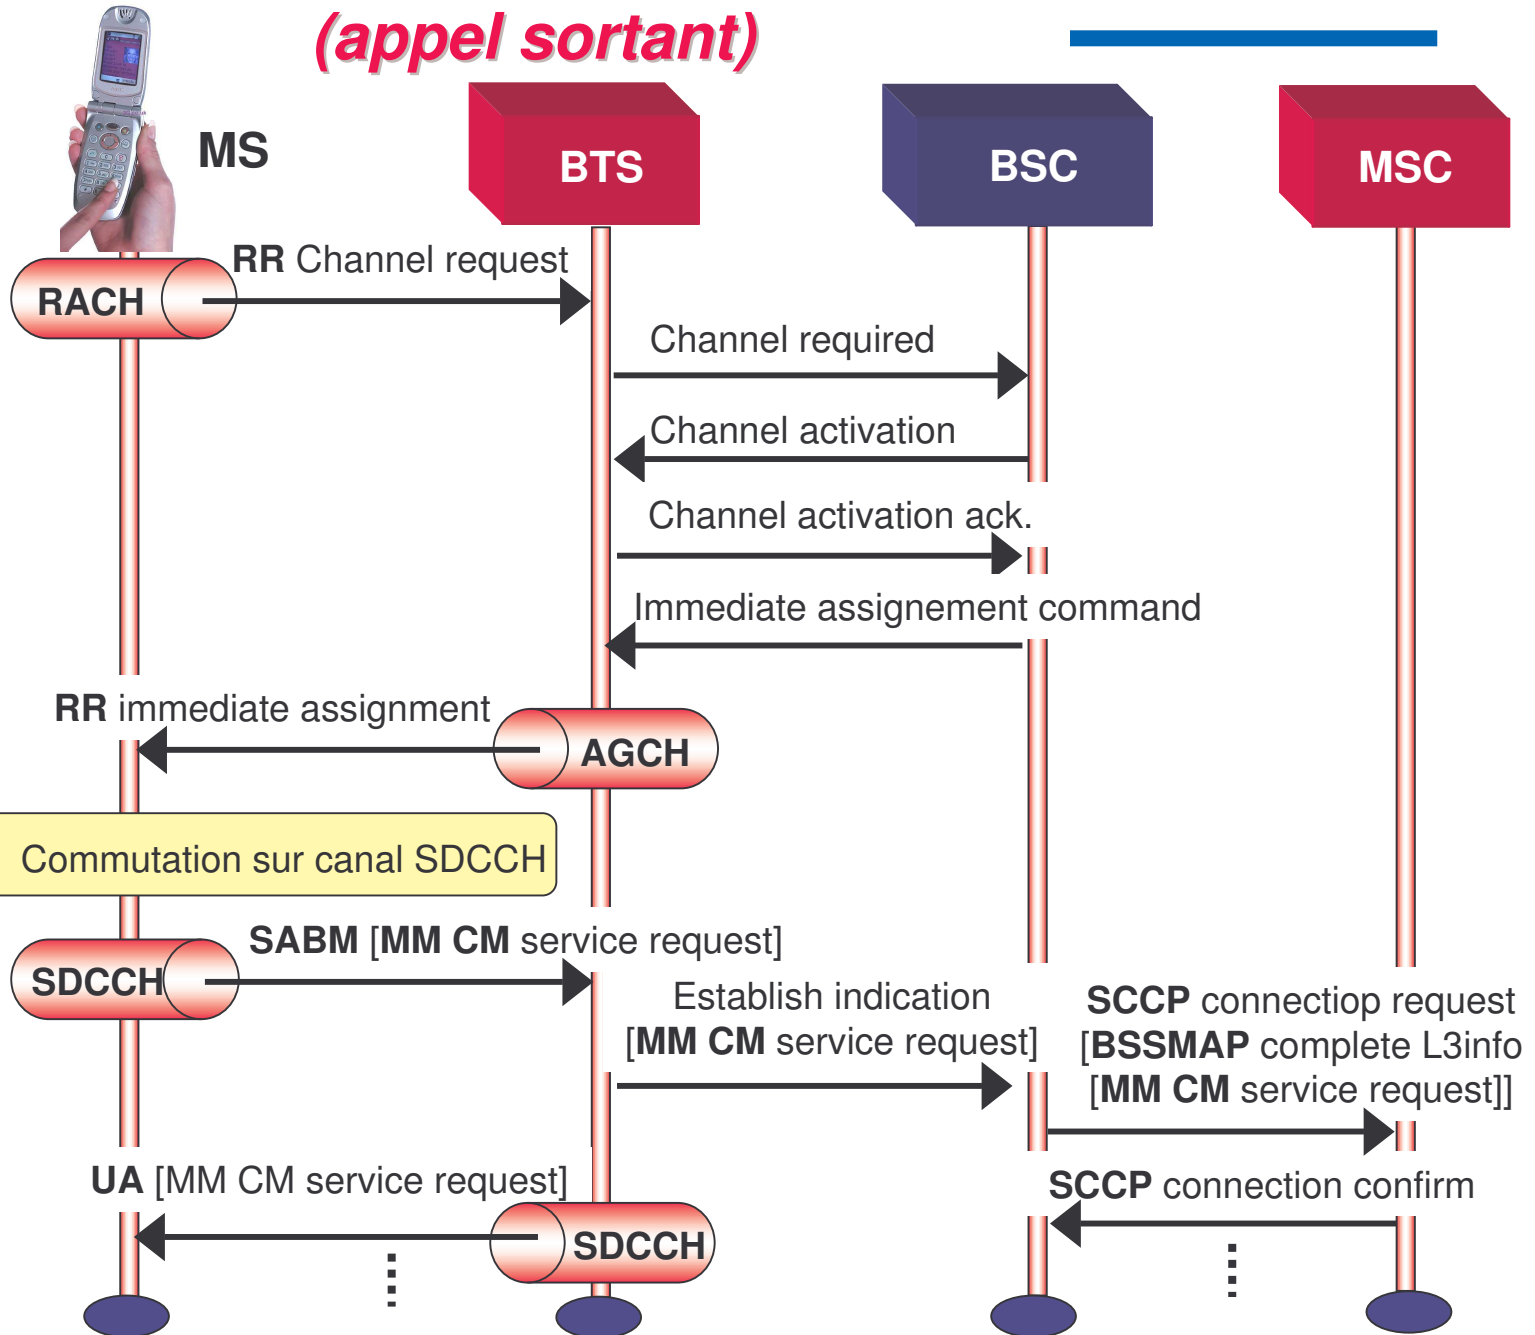 (appel sortant)
MS
BTS
BSC
MSC
RR Channel request
RACH
Channel required
Channel activation
Channel activation ack.
Immediate assignement command
RR immediate assignment
AGCH
Commutation sur canal SDCCH
SABM [MM CM service request]
SDCCH
Establish indication
[MM CM service request]
SCCP connectiop request
[BSSMAP complete L3info
[MM CM service request]]
UA [MM CM service request]
SCCP connection confirm
SDCCH